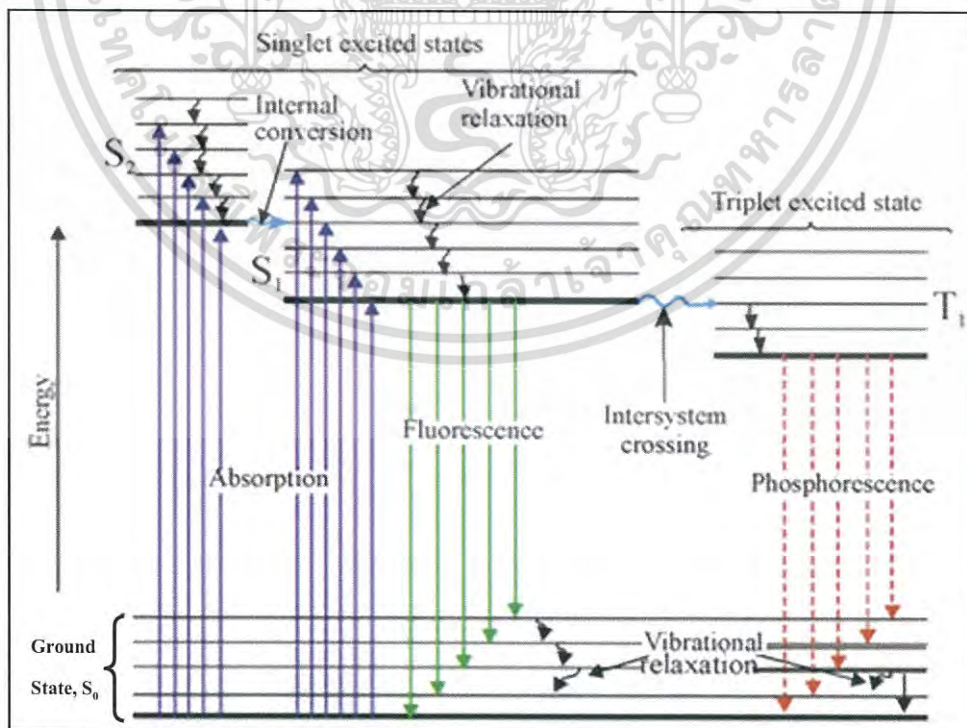 Singlet excited states
Internal
conversion
Vibrational
relaxation
S₂
Triplet excited state
S₁
T₁
Energy
Fluorescence
Intersystem
crossing
Absorption
Phosphorescence
Ground
State, S₀
Vibrational
relaxation